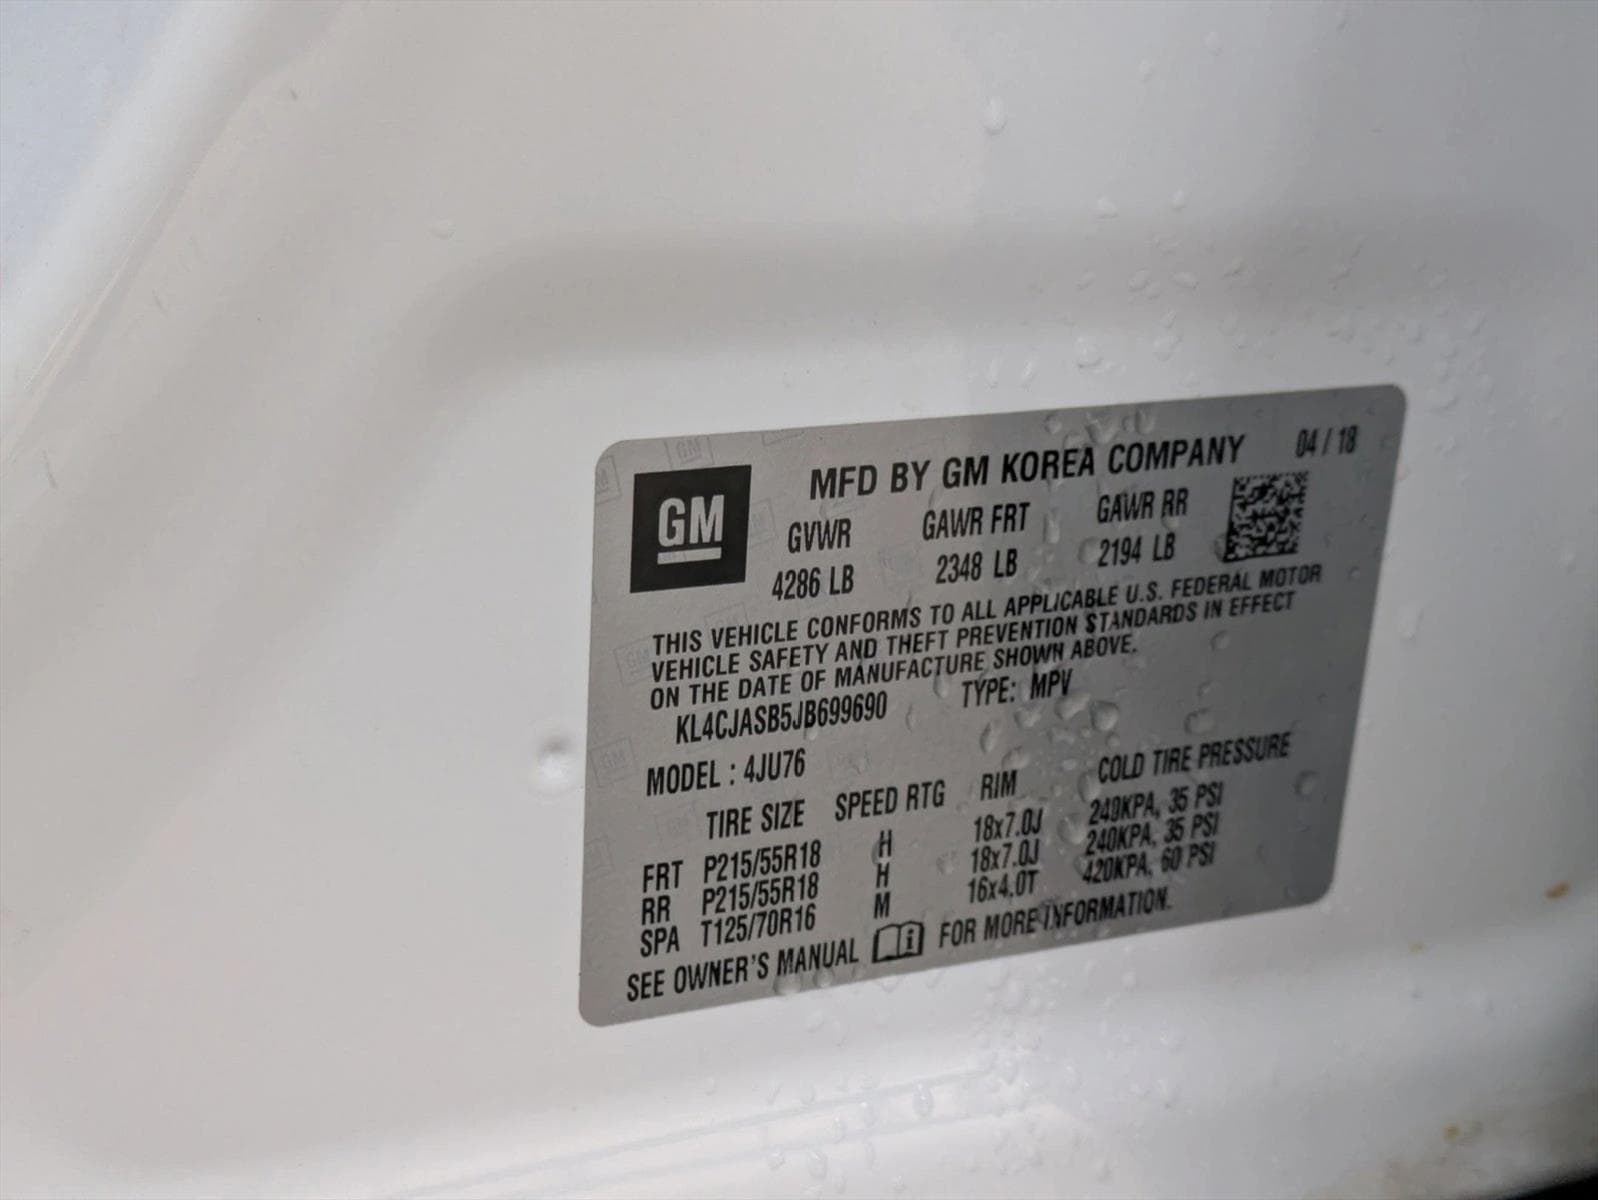 GM
MFD BY GM KOREA COMPANY 04 / 18
GVWR GAWR FRT GAWR RR
4286 LB 2348 LB 2194 LB
THIS VEHICLE CONFORMS TO ALL APPLICABLE U.S. FEDERAL MOTOR
VEHICLE SAFETY AND THEFT PREVENTION STANDARDS IN EFFECT
ON THE DATE OF MANUFACTURE SHOWN ABOVE.
KL4CJASB5JB699690 TYPE: MPV
MODEL : 4JU76
TIRE SIZE SPEED RTG RIM COLD TIRE PRESSURE
FRT P215/55R18 H 18x7.0J 240KPA, 35 PSI
RR P215/55R18 H 18x7.0J 240KPA, 35 PSI
SPA T125/70R16 M 16x4.0T 420KPA, 60 PSI
SEE OWNER'S MANUAL FOR MORE INFORMATION.